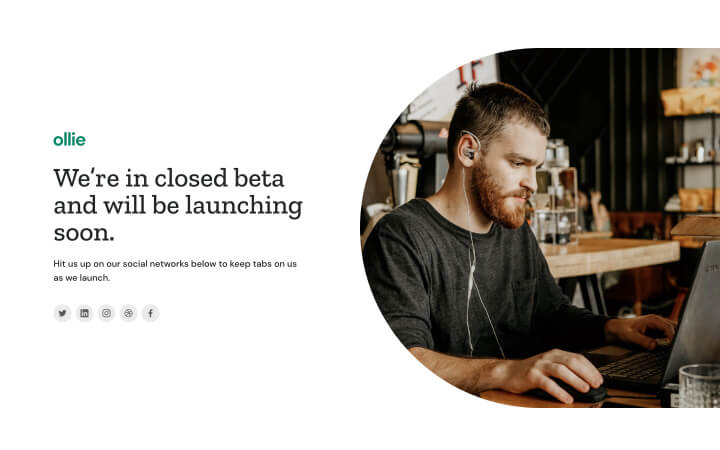 ollie
We’re in closed beta
and will be launching
soon.
Hit us up on our social networks below to keep tabs on us
as we launch.